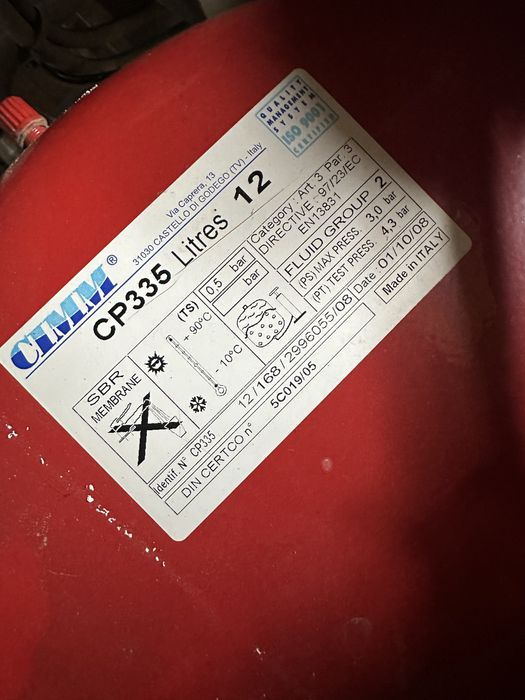 CIMM®
Via Caprera, 13
31030 CASTELLO DI GODEGO (TV) - Italy
QUALITY
MANAGEMENT
SYSTEM
ISO 9001
CERTIFIED
CP335 Litres 12
SBR
MEMBRANE
(TS)
+ 90°C
- 10°C
0,5 bar
bar
Category: Art. 3 Par. 3
DIRECTIVE : 97/23/EC
EN13831
FLUID GROUP 2
(PS) MAX PRESS. 3,0 bar
(PT) TEST PRESS. 4,3 bar
Date : 01/10/08
Made in ITALY
Identif. N° CP335 12/168/2996055/08
DIN CERTCO n° 5C019/05